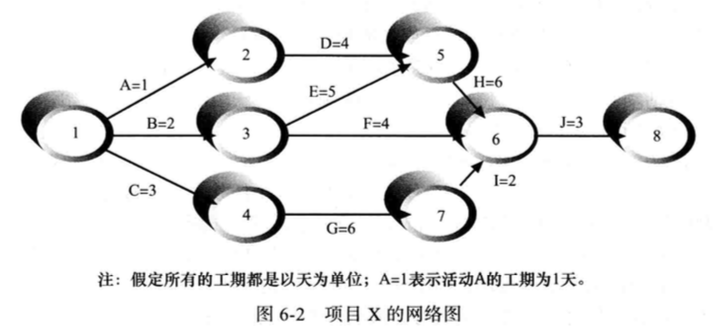 D=4
2
5
A=1
E=5
H=6
1
B=2
3
F=4
6
J=3
8
C=3
I=2
4
7
G=6
注：假定所有的工期都是以天为单位；A=1表示活动A的工期为1天。
图 6-2 项目 X 的网络图